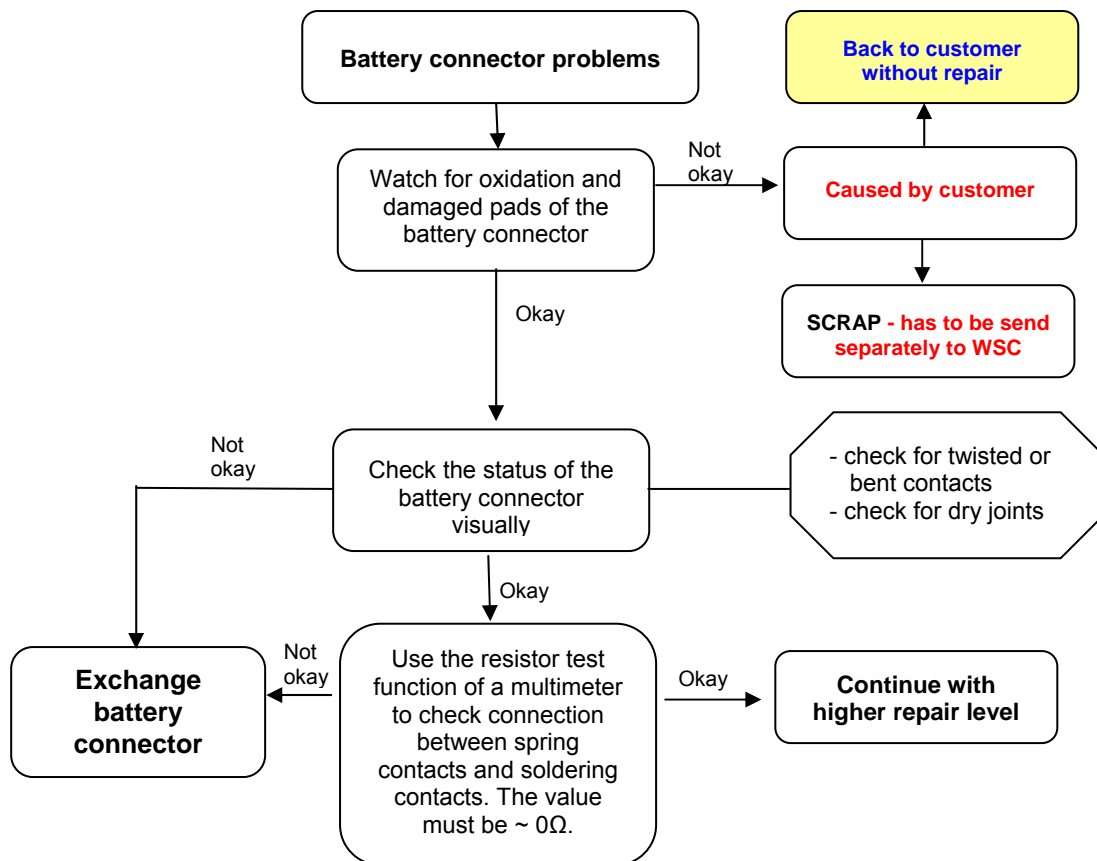 Battery connector problems
Back to customer
without repair
Not
okay
Watch for oxidation and
damaged pads of the
battery connector
Caused by customer
Okay
SCRAP - has to be send
separately to WSC
Not
okay
Check the status of the
battery connector
visually
- check for twisted or
bent contacts
- check for dry joints
Okay
Exchange
battery
connector
Not
okay
Use the resistor test
function of a multimeter
to check connection
between spring
contacts and soldering
contacts. The value
must be ~ 0Ω.
Okay
Continue with
higher repair level